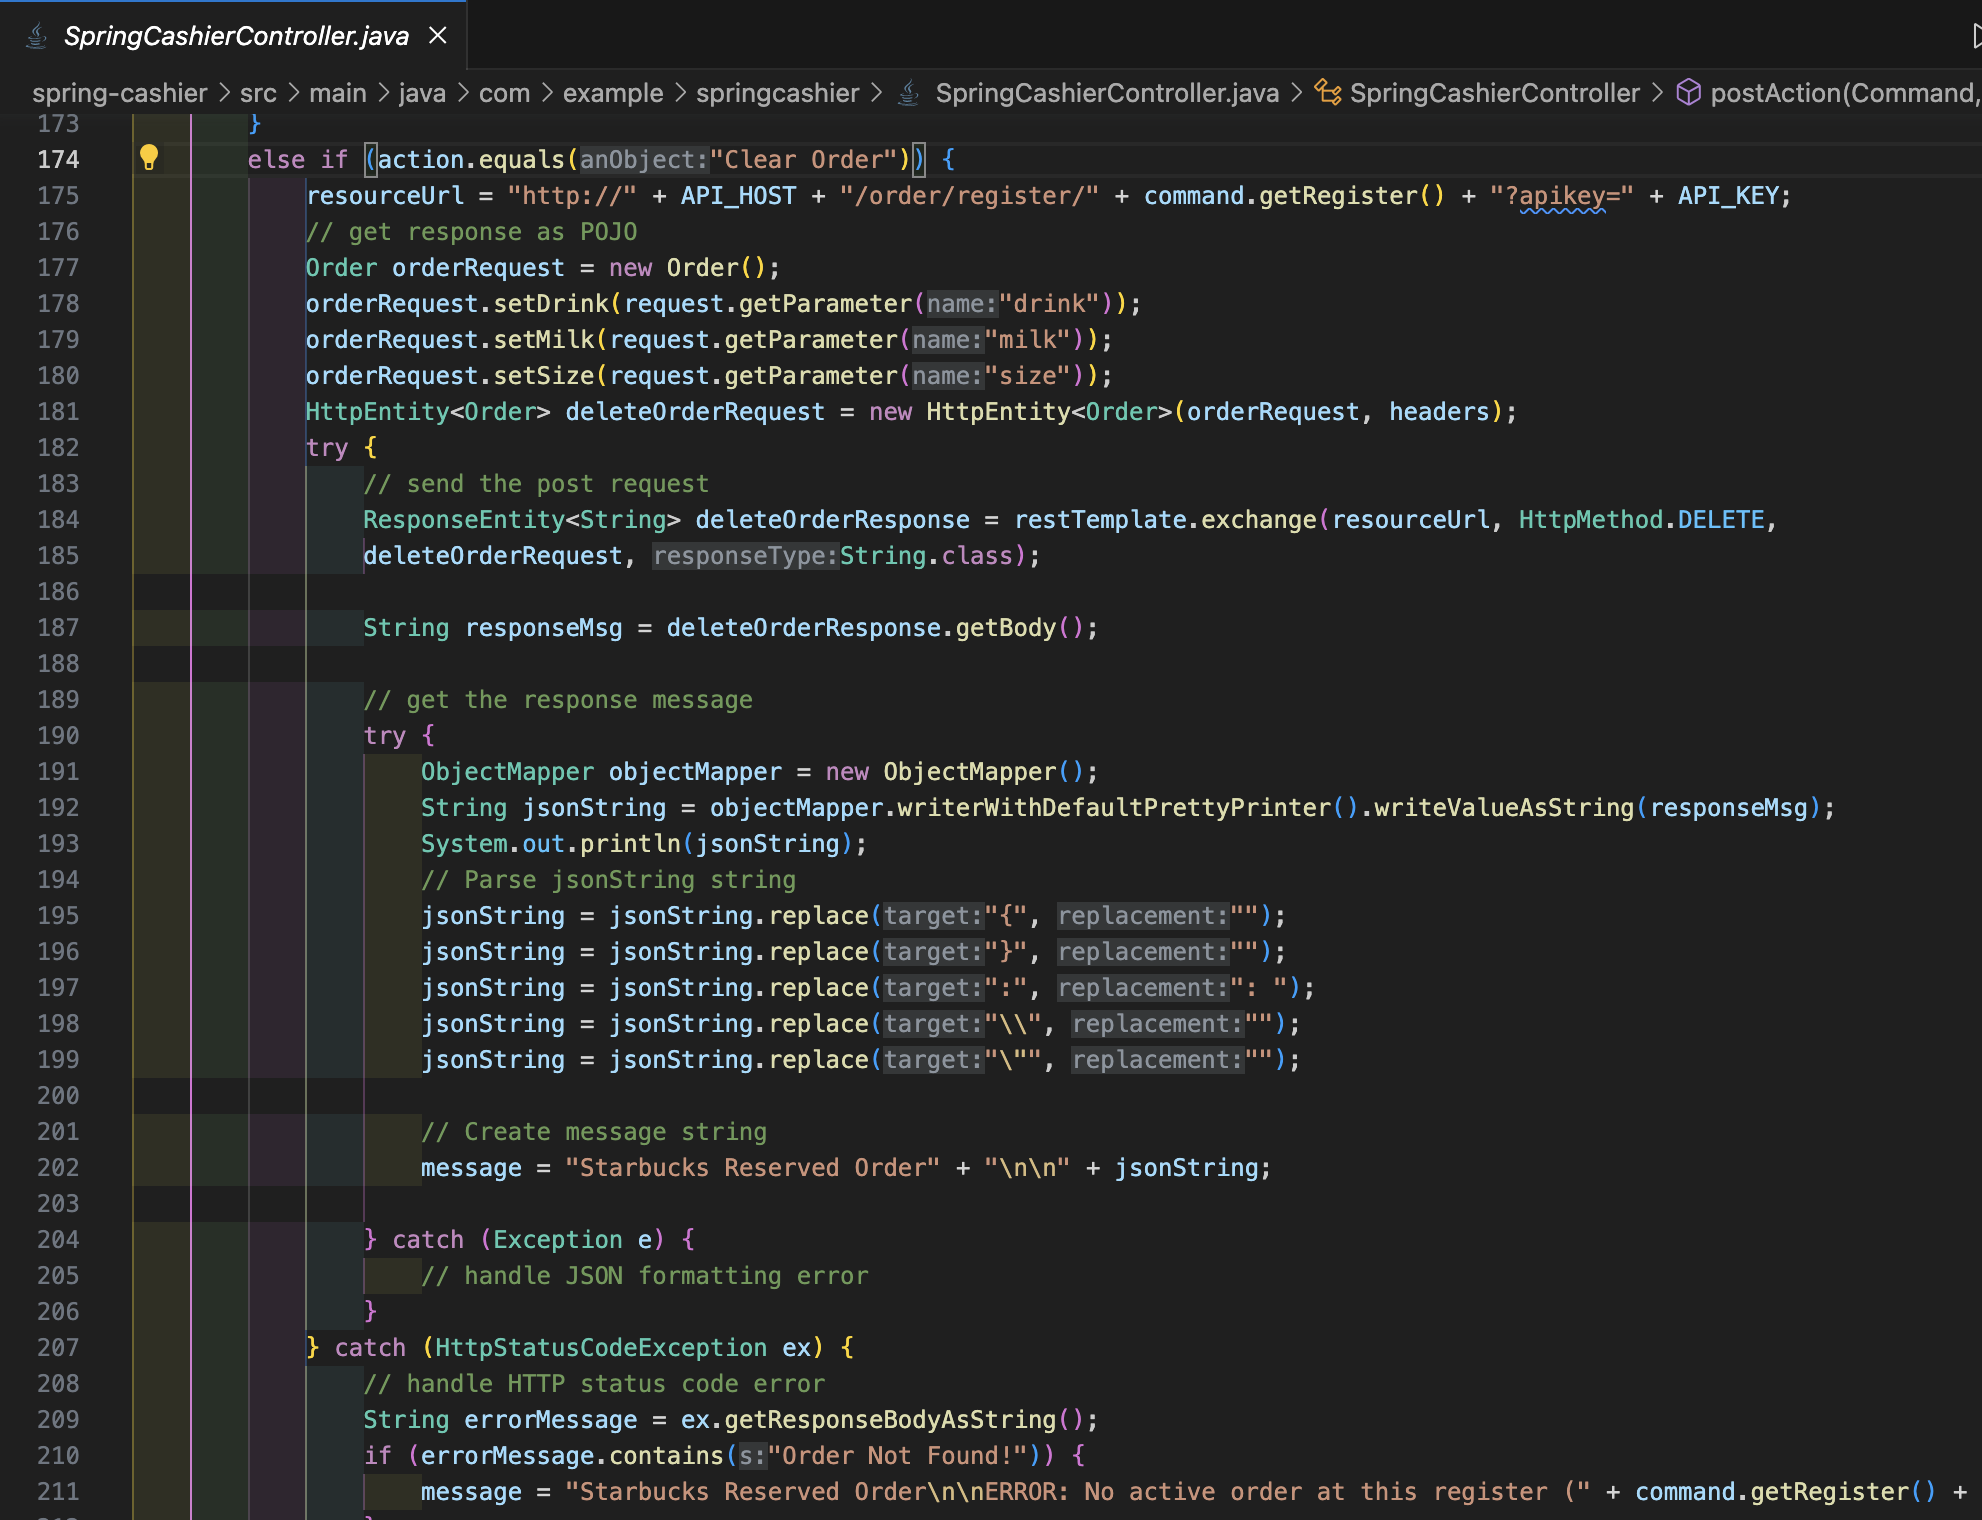 SpringCashierController.java
spring-cashier > src > main > java > com > example > springcashier > SpringCashierController.java > SpringCashierController > postAction(Command,
173 }
174 else if (action.equals(anObject:"Clear Order")) {
175 resourceUrl = "http://" + API_HOST + "/order/register/" + command.getRegister() + "?apikey=" + API_KEY;
176 // get response as POJO
177 Order orderRequest = new Order();
178 orderRequest.setDrink(request.getParameter(name:"drink"));
179 orderRequest.setMilk(request.getParameter(name:"milk"));
180 orderRequest.setSize(request.getParameter(name:"size"));
181 HttpEntity<Order> deleteOrderRequest = new HttpEntity<Order>(orderRequest, headers);
182 try {
183 // send the post request
184 ResponseEntity<String> deleteOrderResponse = restTemplate.exchange(resourceUrl, HttpMethod.DELETE,
185 deleteOrderRequest, responseType:String.class);
186
187 String responseMsg = deleteOrderResponse.getBody();
188
189 // get the response message
190 try {
191 ObjectMapper objectMapper = new ObjectMapper();
192 String jsonString = objectMapper.writerWithDefaultPrettyPrinter().writeValueAsString(responseMsg);
193 System.out.println(jsonString);
194 // Parse jsonString string
195 jsonString = jsonString.replace(target:"{", replacement:"");
196 jsonString = jsonString.replace(target:"}", replacement:"");
197 jsonString = jsonString.replace(target:":", replacement:": ");
198 jsonString = jsonString.replace(target:"\\", replacement:"");
199 jsonString = jsonString.replace(target:"\"", replacement:"");
200
201 // Create message string
202 message = "Starbucks Reserved Order" + "\n\n" + jsonString;
203
204 } catch (Exception e) {
205 // handle JSON formatting error
206 }
207 } catch (HttpStatusCodeException ex) {
208 // handle HTTP status code error
209 String errorMessage = ex.getResponseBodyAsString();
210 if (errorMessage.contains(s:"Order Not Found!")) {
211 message = "Starbucks Reserved Order\n\nERROR: No active order at this register (" + command.getRegister() +